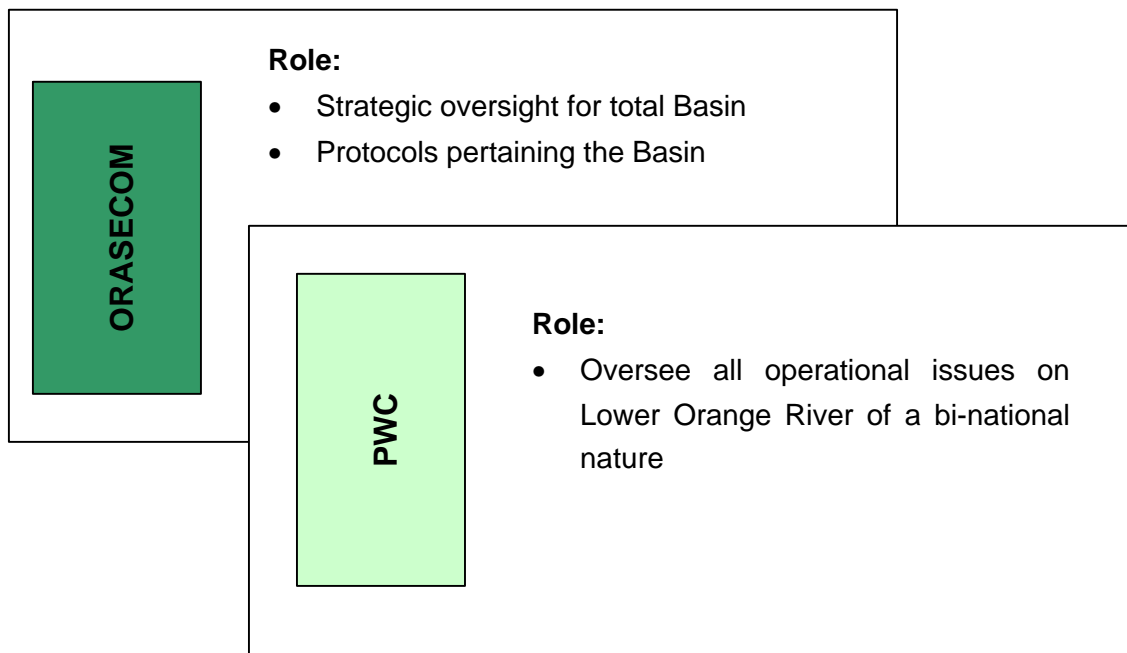 ORASECOM
Role:
• Strategic oversight for total Basin
• Protocols pertaining the Basin
PWC
Role:
• Oversee all operational issues on
Lower Orange River of a bi-national
nature